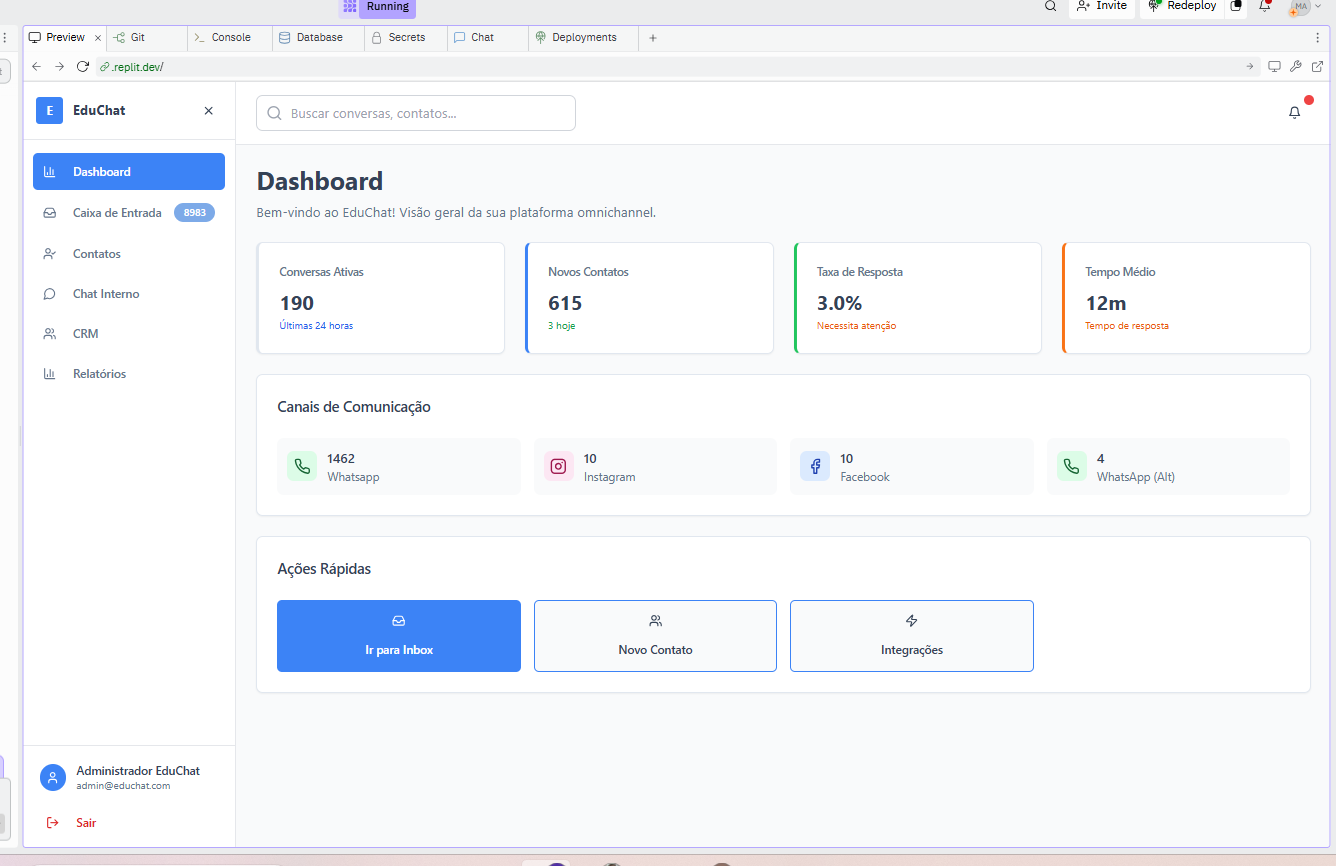 Running
Invite
Redeploy
MA
Preview
Git
Console
Database
Secrets
Chat
Deployments
.replit.dev/
E
EduChat
Buscar conversas, contatos...
Dashboard
Caixa de Entrada 8983
Contatos
Chat Interno
CRM
Relatórios
Dashboard
Bem-vindo ao EduChat! Visão geral da sua plataforma omnichannel.
Conversas Ativas
190
Últimas 24 horas
Novos Contatos
615
3 hoje
Taxa de Resposta
3.0%
Necessita atenção
Tempo Médio
12m
Tempo de resposta
Canais de Comunicação
1462
Whatsapp
10
Instagram
10
Facebook
4
WhatsApp (Alt)
Ações Rápidas
Ir para Inbox
Novo Contato
Integrações
Administrador EduChat
admin@educhat.com
Sair